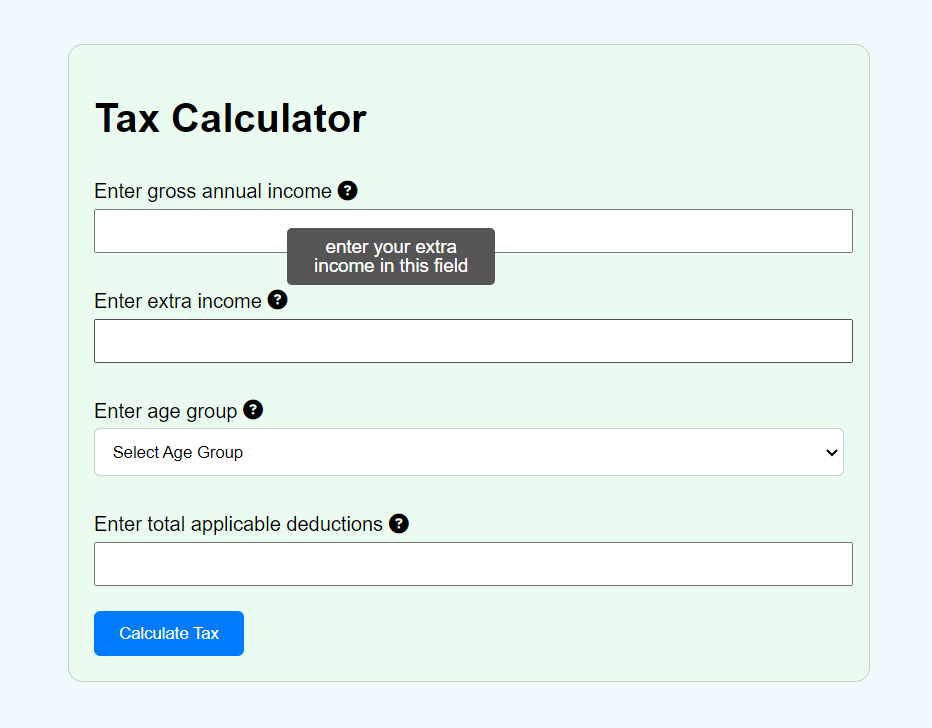 Tax Calculator
Enter gross annual income ?
enter your extra
income in this field
Enter extra income ?
Enter age group ?
Select Age Group
Enter total applicable deductions ?
Calculate Tax